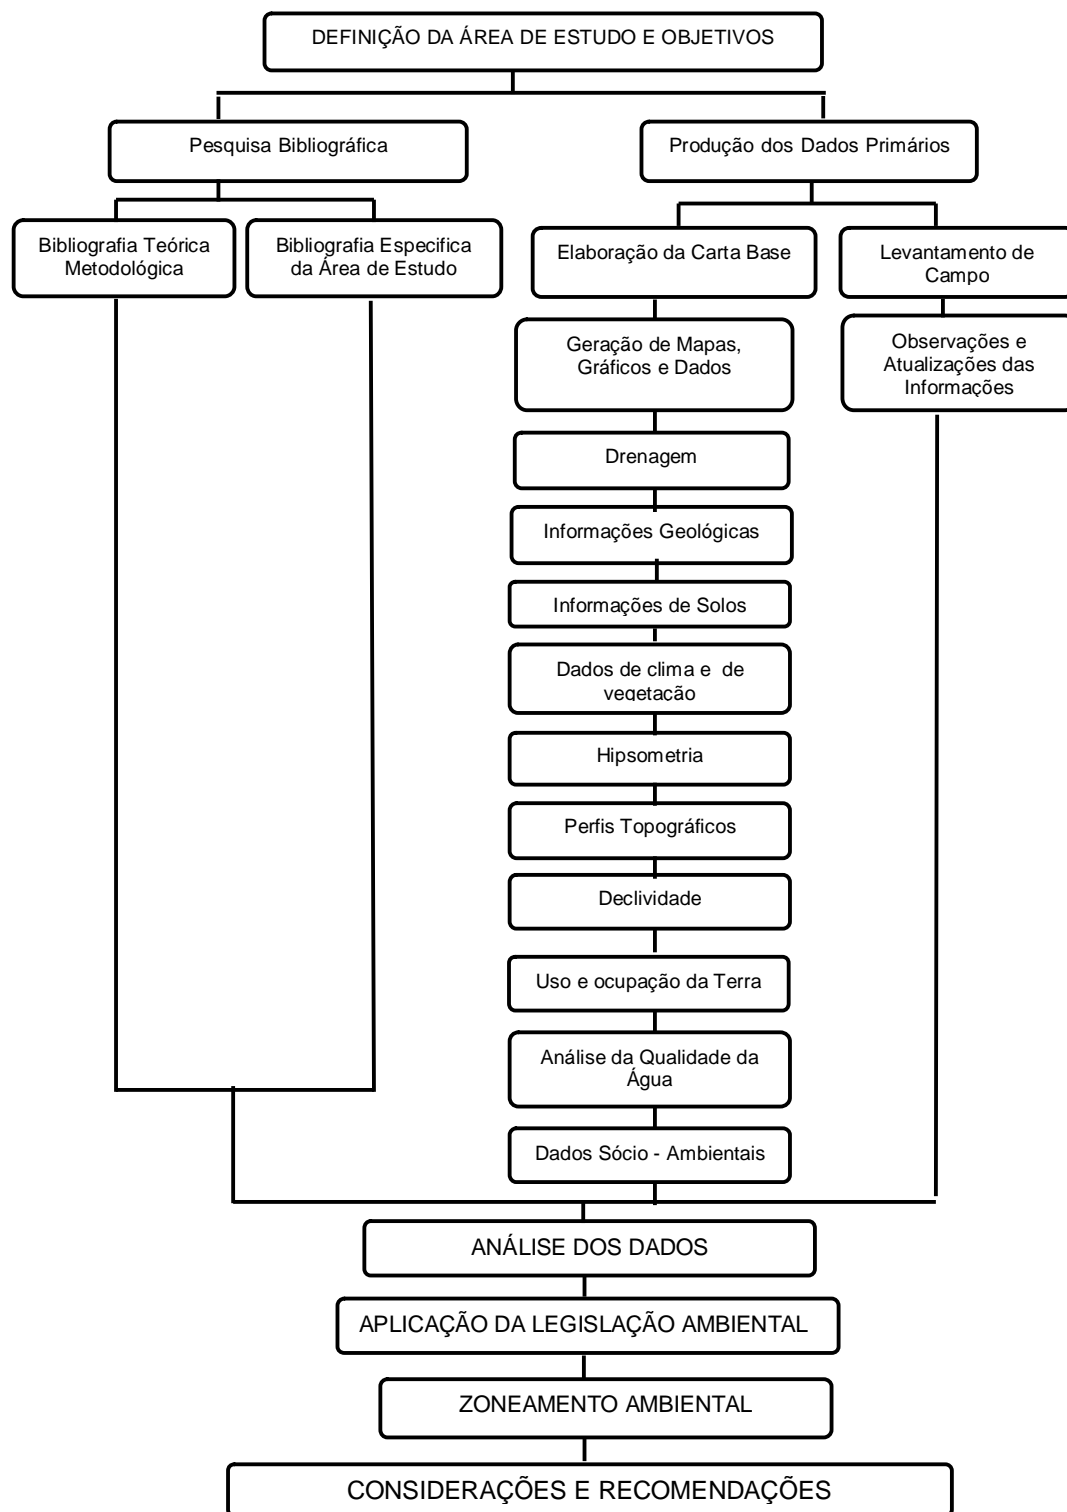 DEFINIÇÃO DA ÁREA DE ESTUDO E OBJETIVOS
Pesquisa Bibliográfica
Produção dos Dados Primários
Bibliografia Teórica
Metodológica
Bibliografia Especifica
da Área de Estudo
Elaboração da Carta Base
Levantamento de
Campo
Geração de Mapas,
Gráficos e Dados
Observações e
Atualizações das
Informações
Drenagem
Informações Geológicas
Informações de Solos
Dados de clima e de
vegetação
Hipsometria
Perfis Topográficos
Declividade
Uso e ocupação da Terra
Análise da Qualidade da
Água
Dados Sócio - Ambientais
ANÁLISE DOS DADOS
APLICAÇÃO DA LEGISLAÇÃO AMBIENTAL
ZONEAMENTO AMBIENTAL
CONSIDERAÇÕES E RECOMENDAÇÕES